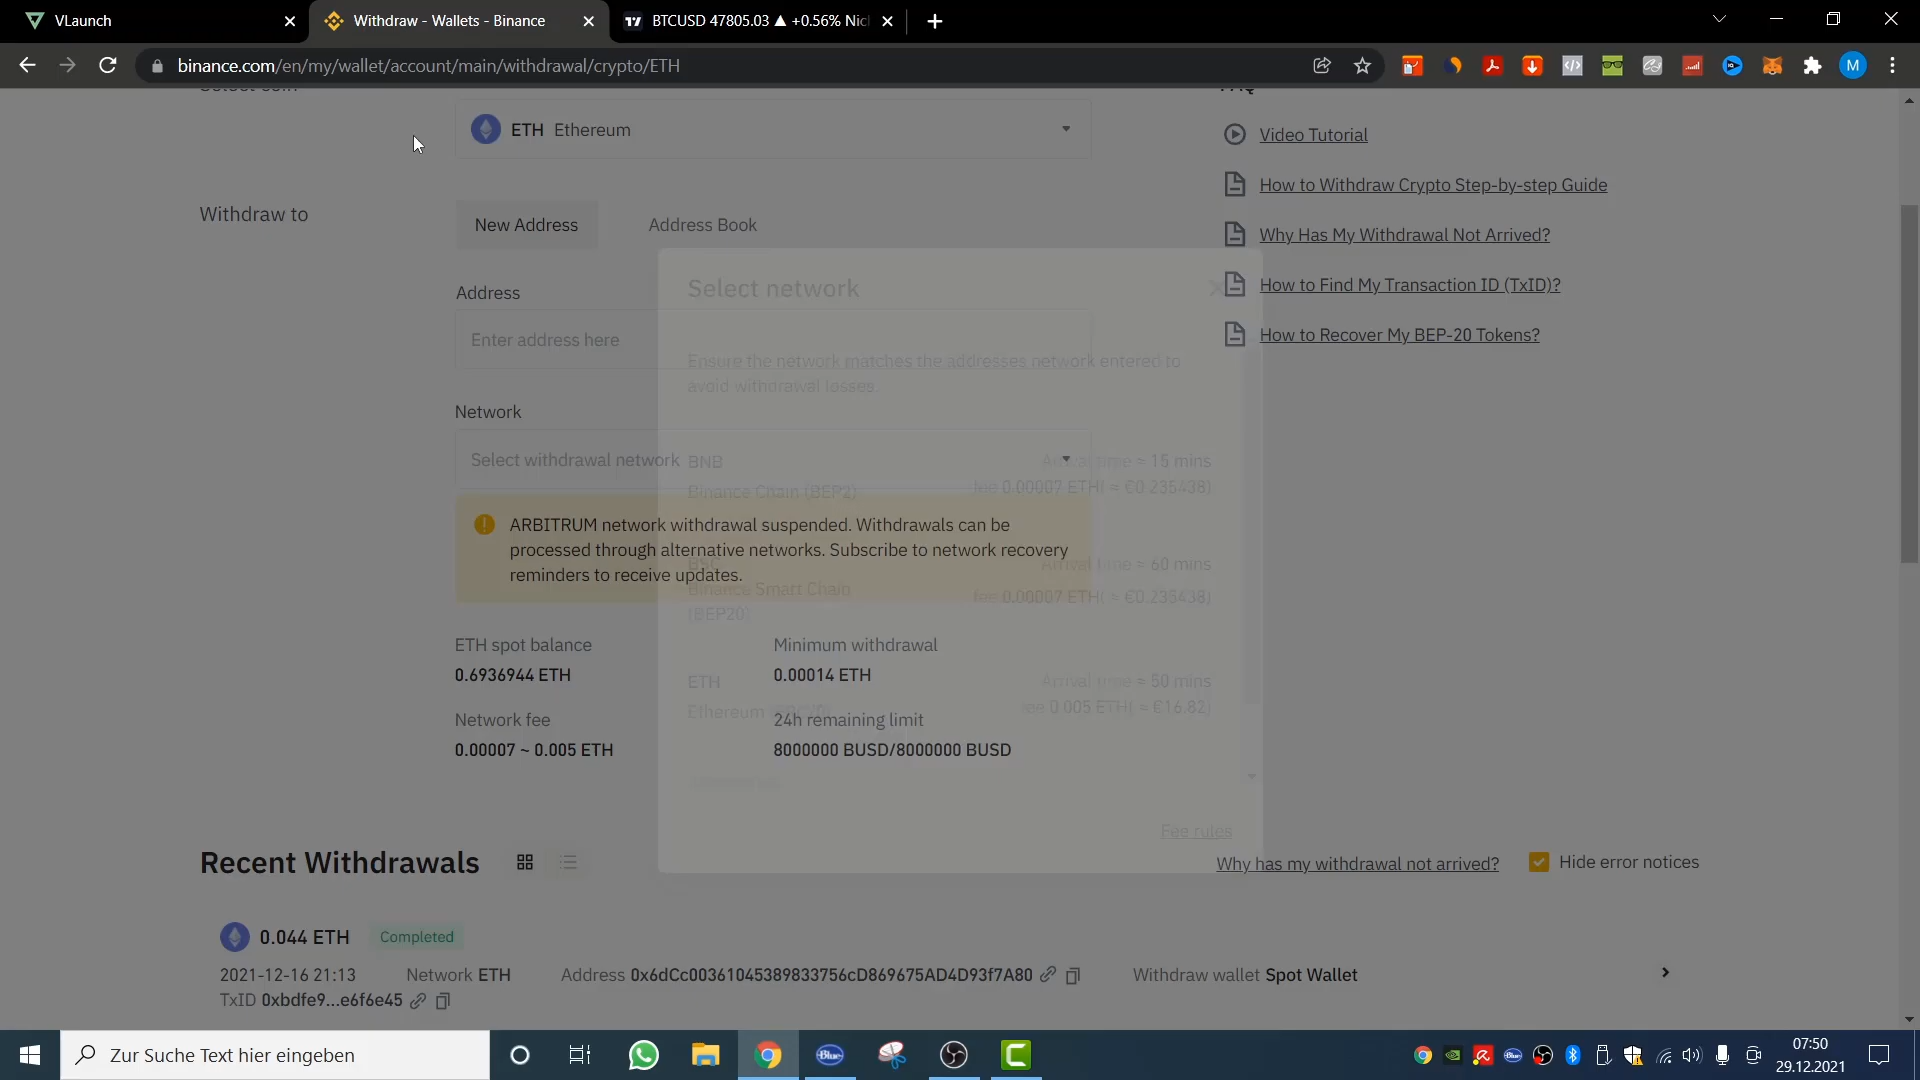 VLaunch
Withdraw - Wallets - Binance
BTCUSD 47805.03 ▲ +0.56% Nic
binance.com/en/my/wallet/account/main/withdrawal/crypto/ETH
M
Select coin
FAQ
ETH Ethereum
Video Tutorial
How to Withdraw Crypto Step-by-step Guide
Withdraw to
New Address
Address Book
Why Has My Withdrawal Not Arrived?
Address
Select network
How to Find My Transaction ID (TxID)?
Enter address here
How to Recover My BEP-20 Tokens?
Ensure the network matches the addresses network entered to
avoid withdrawal losses.
Network
Select withdrawal network
BNB
Arrival time ≈ 15 mins
Binance Chain (BEP2)
fee 0.00007 ETH( ≈ €0.235438)
ARBITRUM network withdrawal suspended. Withdrawals can be
processed through alternative networks. Subscribe to network recovery
reminders to receive updates.
BSC
Arrival time ≈ 60 mins
Binance Smart Chain
(BEP20)
fee 0.00007 ETH( ≈ €0.235438)
ETH spot balance
Minimum withdrawal
0.6936944 ETH
0.00014 ETH
ETH
Arrival time ≈ 50 mins
Ethereum (ERC20)
fee 0.005 ETH( ≈ €16.82)
Network fee
24h remaining limit
0.00007 ~ 0.005 ETH
8000000 BUSD/8000000 BUSD
Fee rules
Recent Withdrawals
Why has my withdrawal not arrived?
Hide error notices
0.044 ETH Completed
2021-12-16 21:13 Network ETH Address 0x6dCc00361045389833756cD869675AD4D93f7A80 Withdraw wallet Spot Wallet
TxID 0xbdfe9...e6f6e45
Zur Suche Text hier eingeben
Blue
07:50
29.12.2021